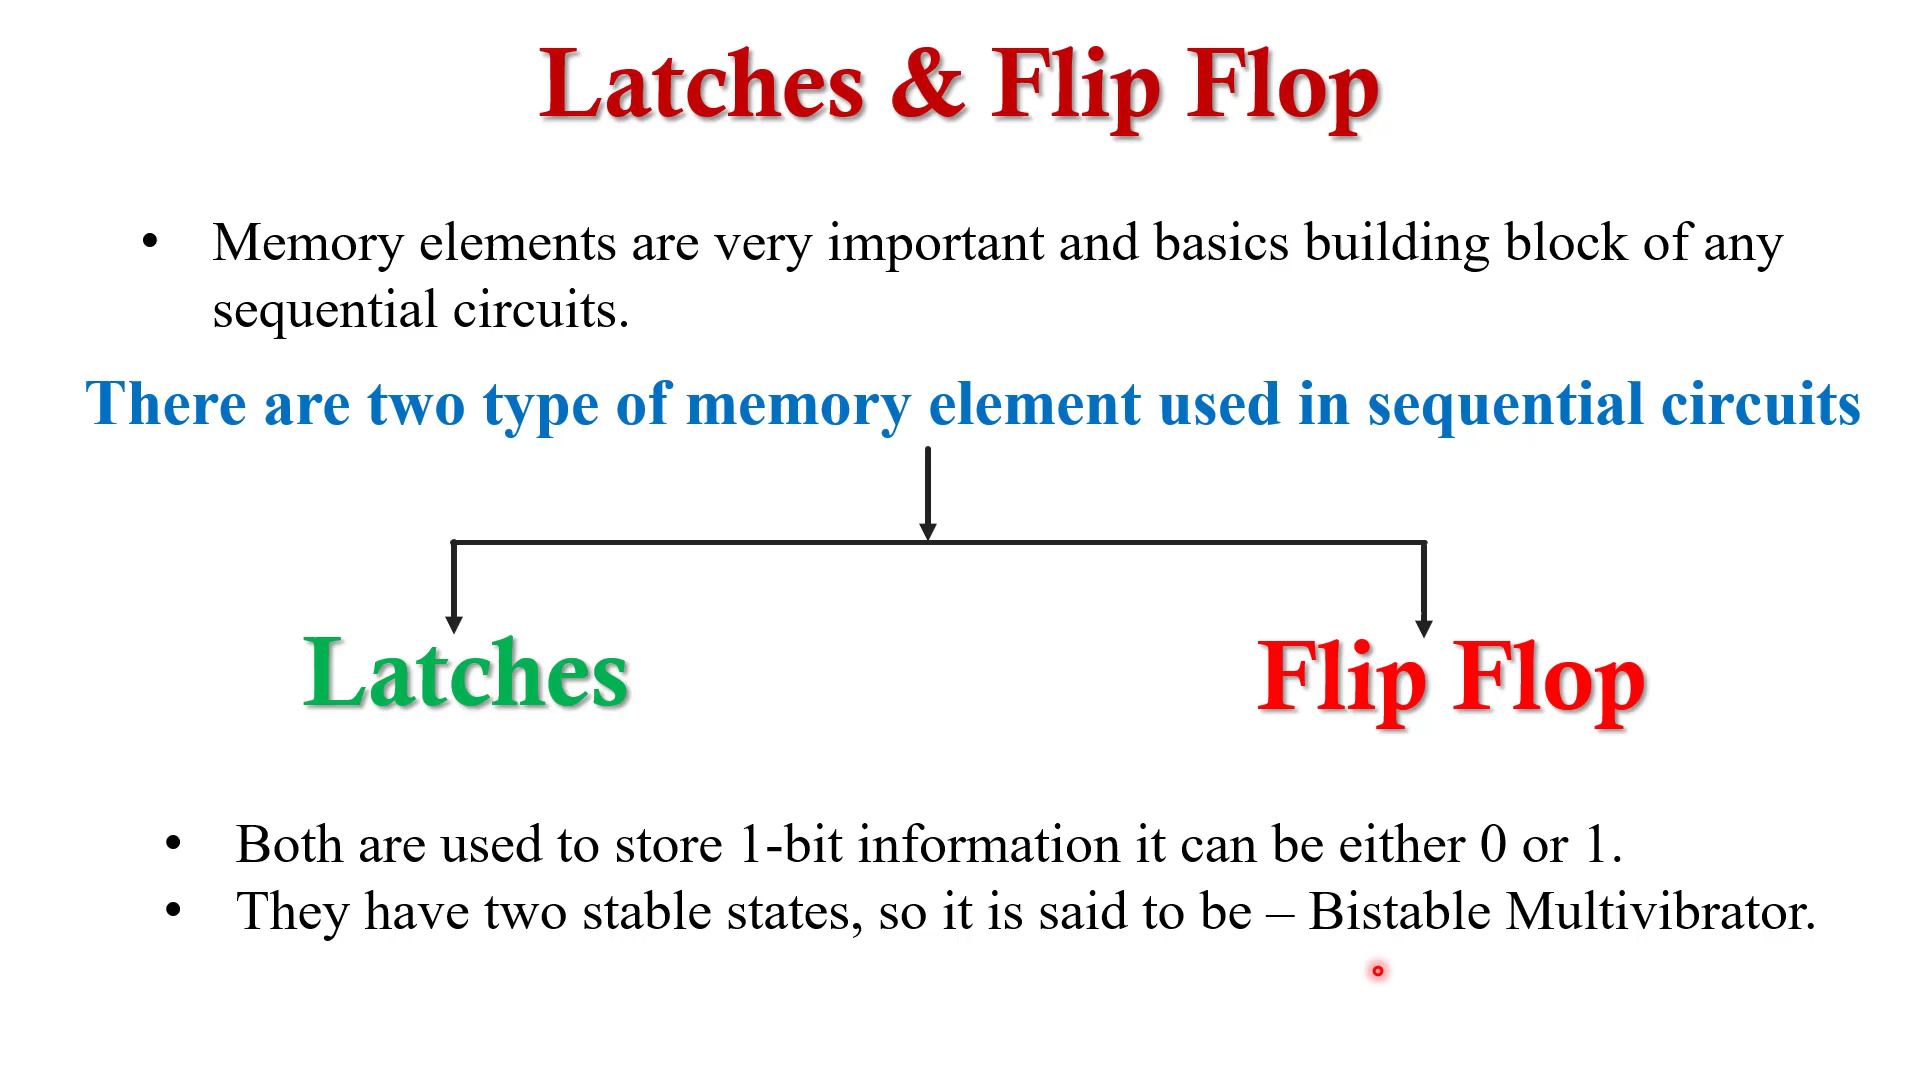 Latches & Flip Flop
• Memory elements are very important and basics building block of any
sequential circuits.
There are two type of memory element used in sequential circuits
Latches
Flip Flop
• Both are used to store 1-bit information it can be either 0 or 1.
• They have two stable states, so it is said to be – Bistable Multivibrator.